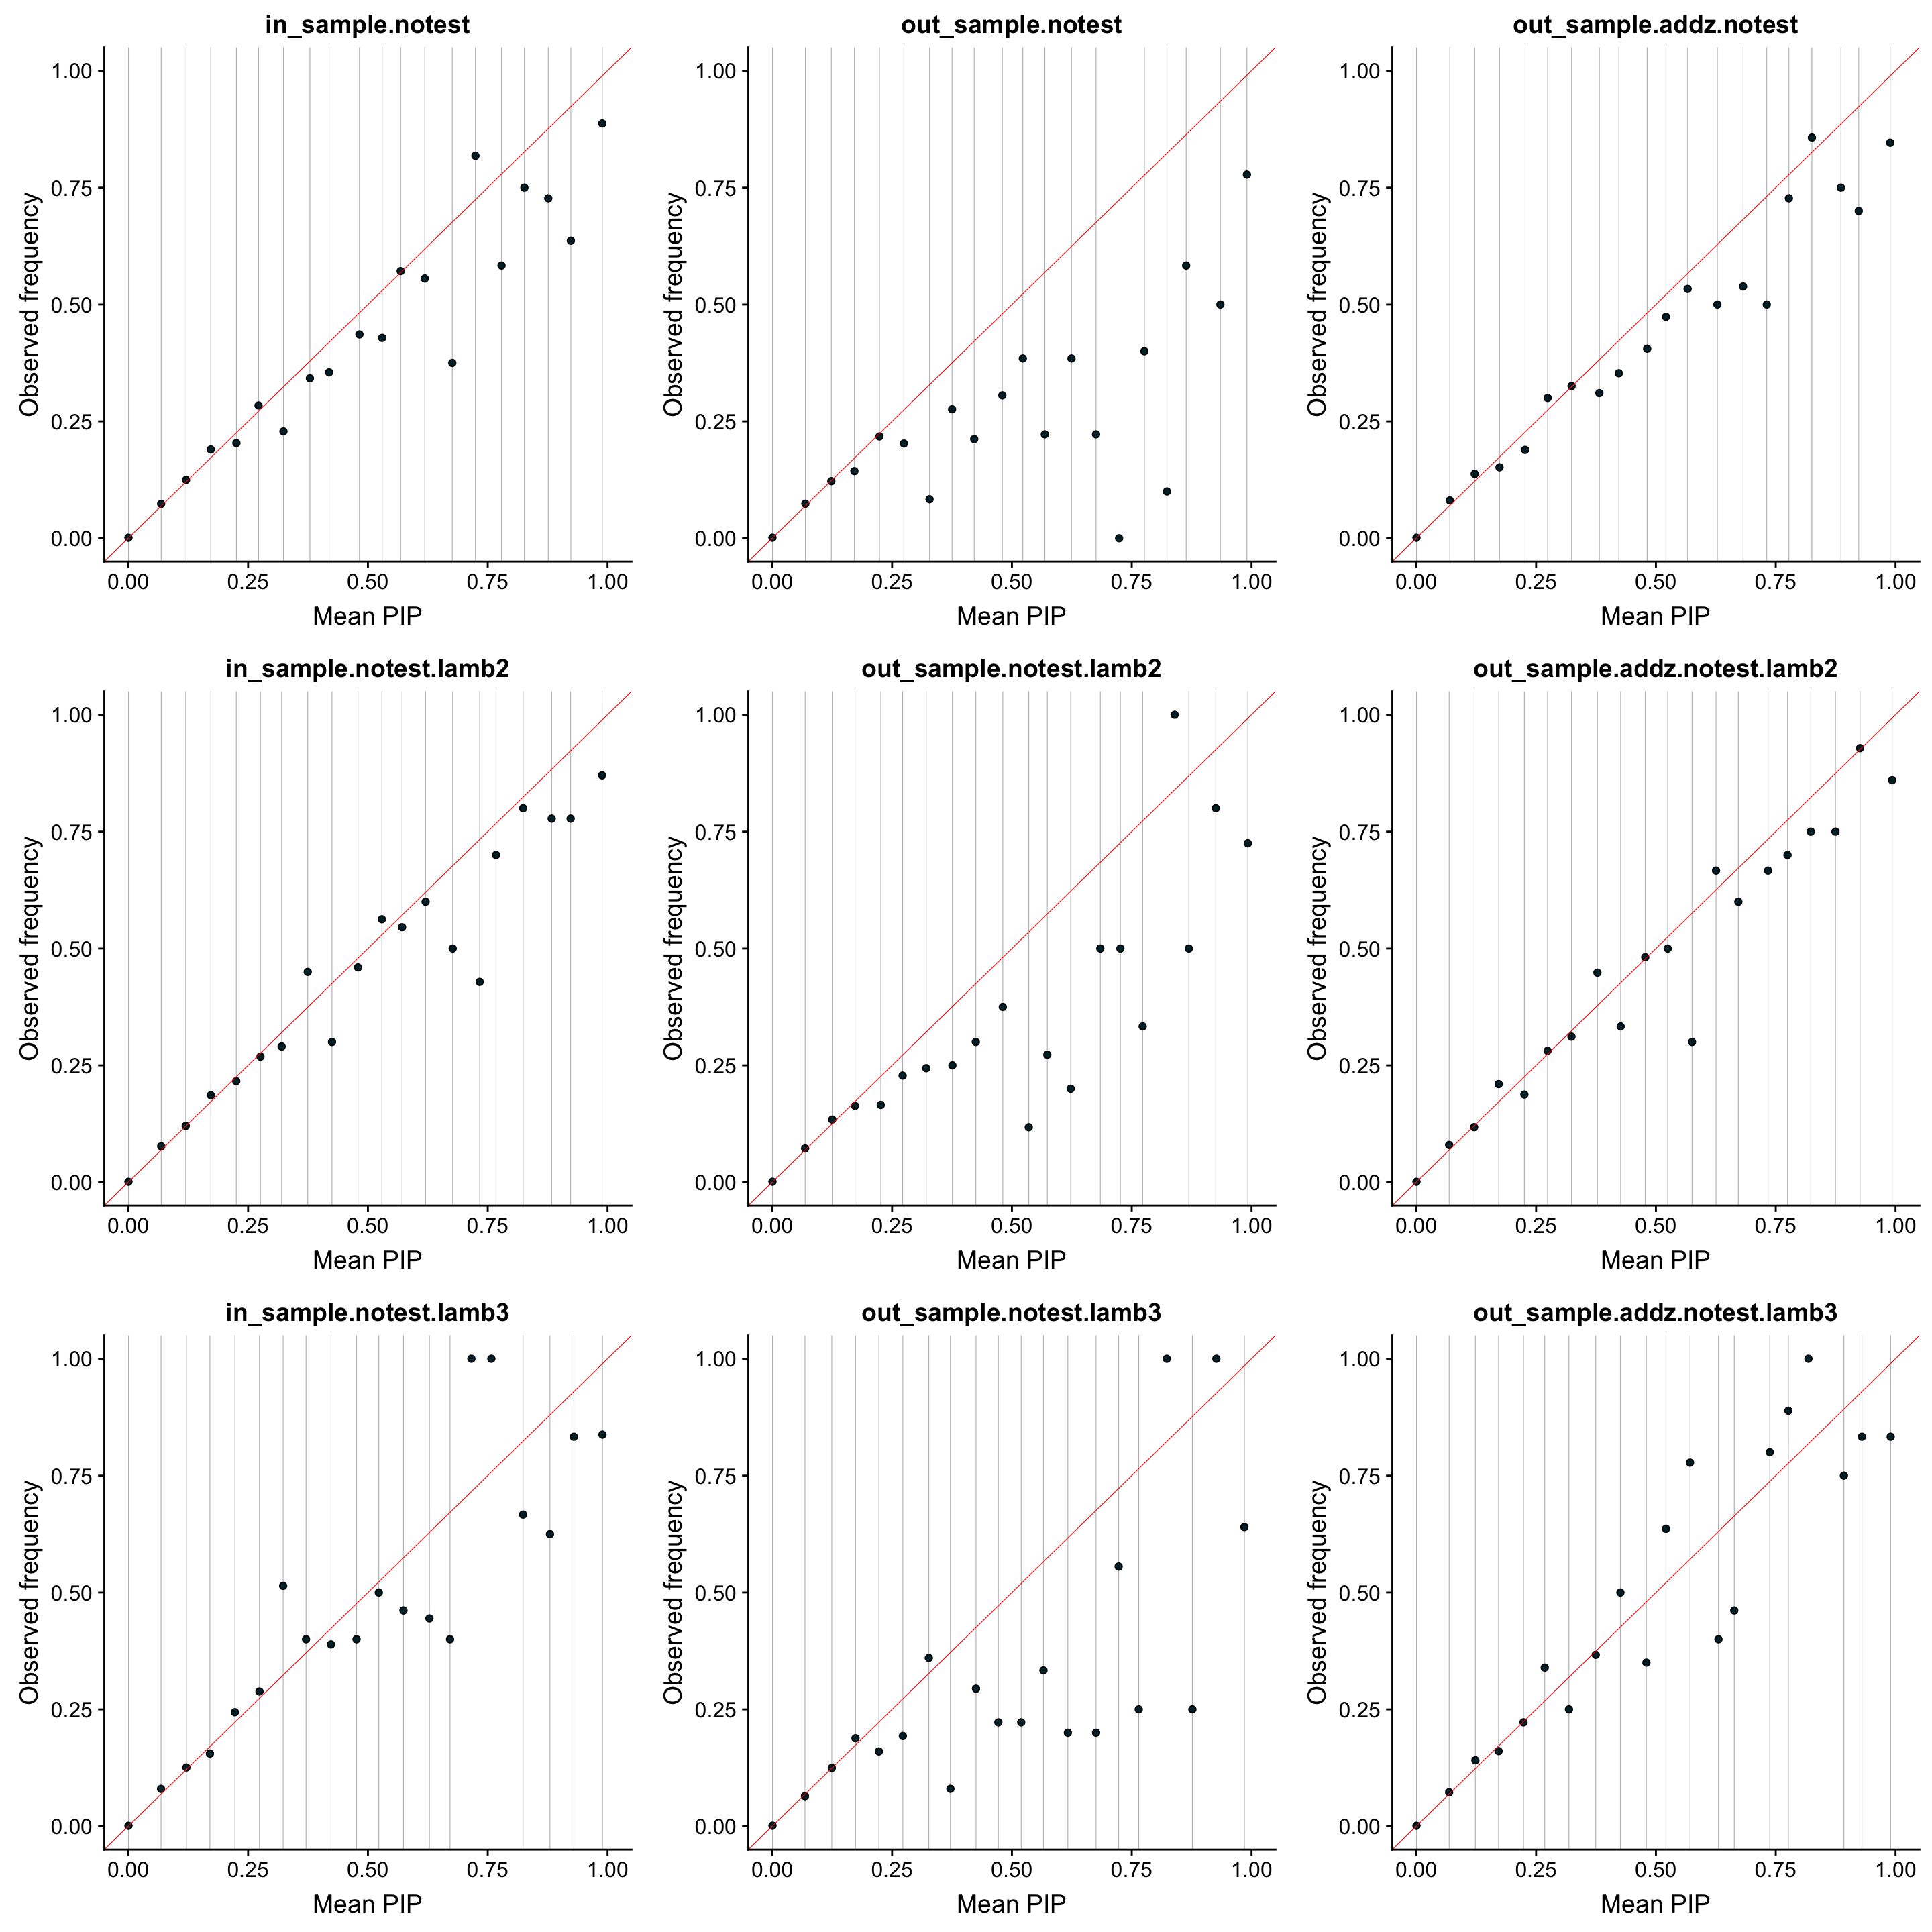 in_sample.notest
Observed frequency
1.00
0.75
0.50
0.25
0.00
0.00 0.25 0.50 0.75 1.00
Mean PIP
out_sample.notest
Observed frequency
1.00
0.75
0.50
0.25
0.00
0.00 0.25 0.50 0.75 1.00
Mean PIP
out_sample.addz.notest
Observed frequency
1.00
0.75
0.50
0.25
0.00
0.00 0.25 0.50 0.75 1.00
Mean PIP
in_sample.notest.lamb2
Observed frequency
1.00
0.75
0.50
0.25
0.00
0.00 0.25 0.50 0.75 1.00
Mean PIP
out_sample.notest.lamb2
Observed frequency
1.00
0.75
0.50
0.25
0.00
0.00 0.25 0.50 0.75 1.00
Mean PIP
out_sample.addz.notest.lamb2
Observed frequency
1.00
0.75
0.50
0.25
0.00
0.00 0.25 0.50 0.75 1.00
Mean PIP
in_sample.notest.lamb3
Observed frequency
1.00
0.75
0.50
0.25
0.00
0.00 0.25 0.50 0.75 1.00
Mean PIP
out_sample.notest.lamb3
Observed frequency
1.00
0.75
0.50
0.25
0.00
0.00 0.25 0.50 0.75 1.00
Mean PIP
out_sample.addz.notest.lamb3
Observed frequency
1.00
0.75
0.50
0.25
0.00
0.00 0.25 0.50 0.75 1.00
Mean PIP